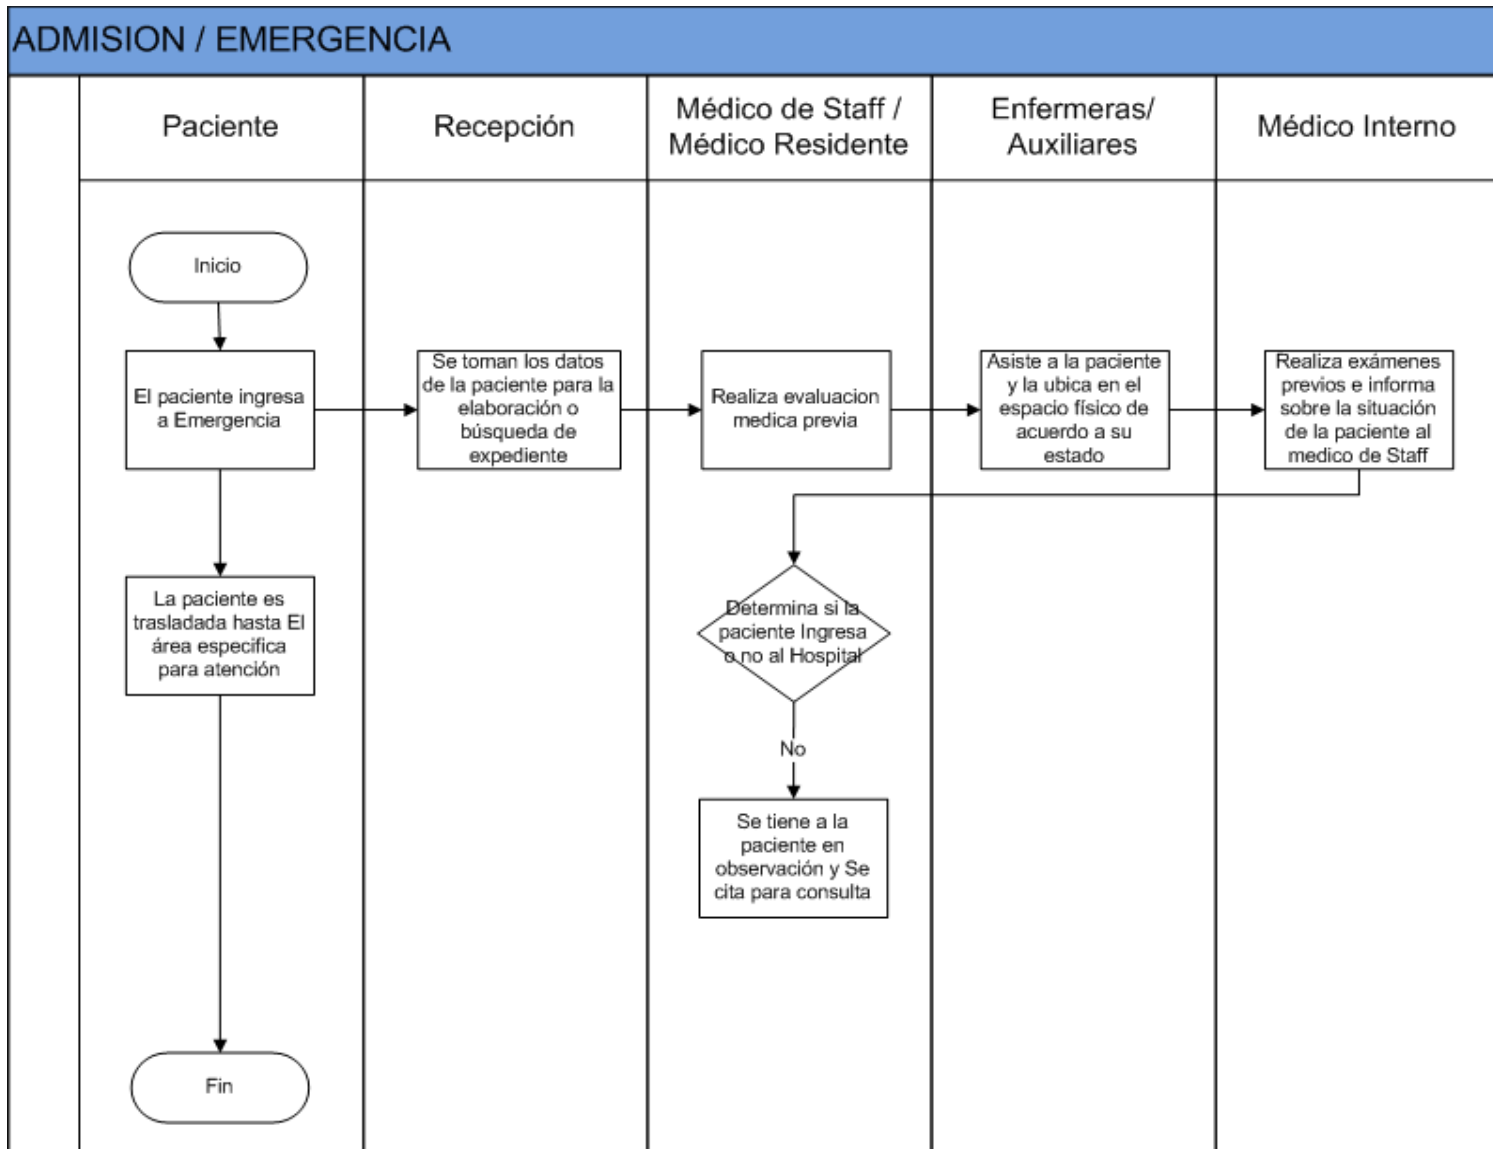 ADMISION / EMERGENCIA
Paciente
Recepción
Médico de Staff /
Médico Residente
Enfermeras/
Auxiliares
Médico Interno
Inicio
El paciente ingresa
a Emergencia
Se toman los datos
de la paciente para la
elaboración o
búsqueda de
expediente
Realiza evaluacion
medica previa
Asiste a la paciente
y la ubica en el
espacio físico de
acuerdo a su
estado
Realiza exámenes
previos e informa
sobre la situación
de la paciente al
medico de Staff
La paciente es
trasladada hasta El
área especifica
para atención
Determina si la
paciente Ingresa
o no al Hospital
No
Se tiene a la
paciente en
observación y Se
cita para consulta
Fin